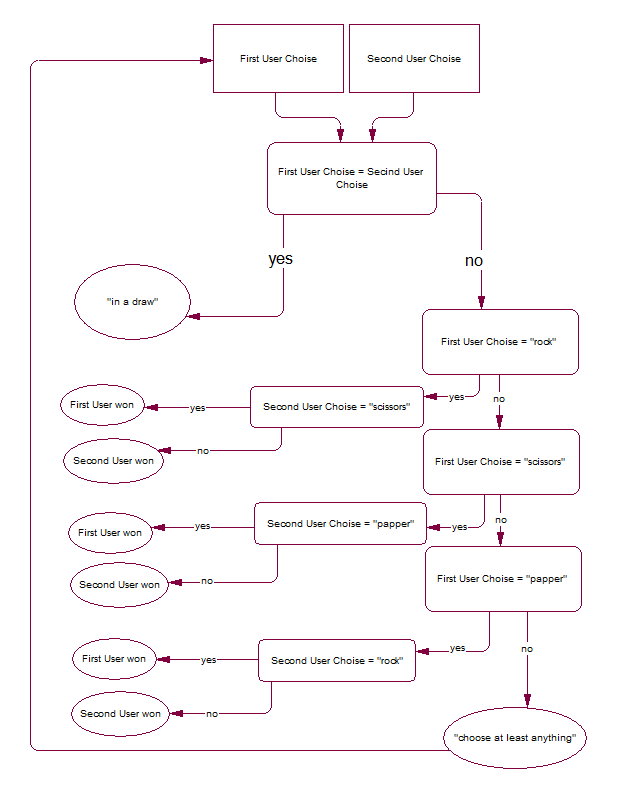 First User Choise
Second User Choise
First User Choise = Secind User
Choise
yes
no
"in a draw"
First User Choise = "rock"
First User won
yes
Second User Choise = "scissors"
yes
no
Second User won
no
First User Choise = "scissors"
First User won
yes
Second User Choise = "papper"
yes
no
Second User won
no
First User Choise = "papper"
First User won
yes
Second User Choise = "rock"
yes
no
Second User won
no
"choose at least anything"